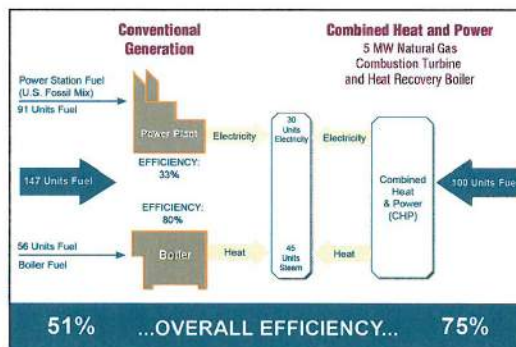 Conventional
Generation
Combined Heat and Power
5 MW Natural Gas
Combustion Turbine
and Heat Recovery Boiler
Power Station Fuel
(U.S. Fossil Mix)
91 Units Fuel
Power Plant
Electricity
30
Units
Electricity
Electricity
EFFICIENCY:
33%
147 Units Fuel
Combined
Heat
& Power
(CHP)
100 Units Fuel
EFFICIENCY:
80%
56 Units Fuel
Boiler Fuel
Boiler
Heat
45
Units
Steam
Heat
51% ...OVERALL EFFICIENCY... 75%